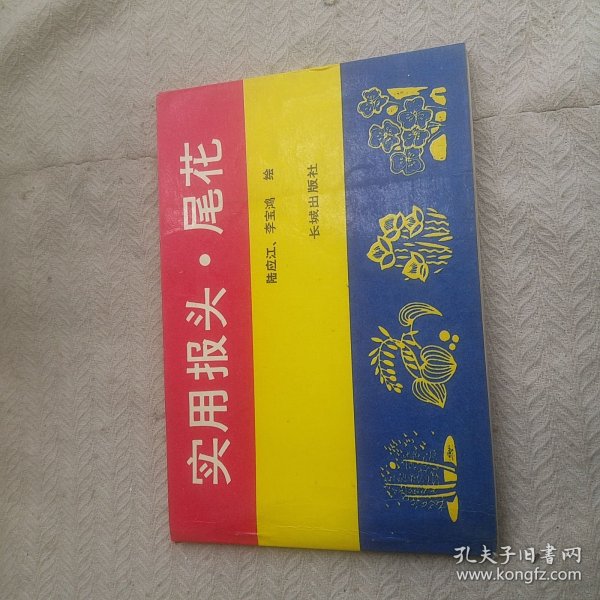 实用报头·尾花
陆应江、李宝鸿 绘
长城出版社
孔夫子旧书网
www.kongfz.com